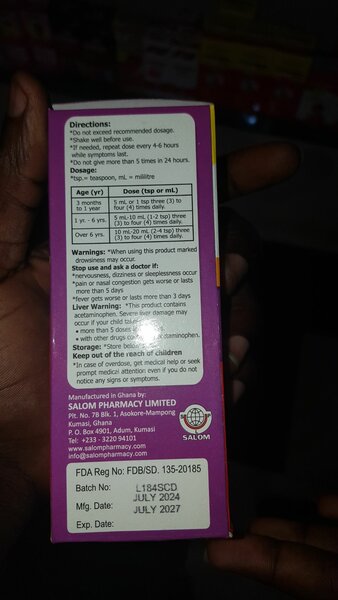 Directions:
*Do not exceed recommended dosage.
*Shake well before use.
*If needed, repeat dose every 4-6 hours
while symptoms last.
*Do not give more than 5 times in 24 hours.
Dosage:
*tsp.= teaspoon, mL = millilitre
Age (yr) Dose (tsp or mL)
3 months to 1 year 5 mL or 1 tsp three (3) to four (4) times daily.
1 yr. - 6 yrs. 5 mL-10 mL (1-2 tsp) three (3) to four (4) times daily.
Over 6 yrs. 10 mL-20 mL (2-4 tsp) three (3) to four (4) times daily.
Warnings: *When using this product marked
drowsiness may occur.
Stop use and ask a doctor if:
*nervousness, dizziness or sleeplessness occur
*pain or nasal congestion gets worse or lasts
more than 5 days
*fever gets worse or lasts more than 3 days
Liver Warning: *This product contains
acetaminophen. Severe liver damage may
occur if your child
• more than 5 doses
• with other drugs
Storage: *Store
Keep out of the reach of children
*In case of overdose, get medical help or seek
prompt medical attention even if you do not
notice any signs or symptoms.
Manufactured in Ghana by:
SALOM PHARMACY LIMITED
Plt. No. 7B Blk. 1, Asokore-Mampong
Kumasi, Ghana
P. O. Box 4901, Adum, Kumasi
Tel: +233 - 3220 94101
www.salompharmacy.com
info@salompharmacy.com
SALOM
FDA Reg No: FDB/SD. 135-20185
Batch No: L184SCD
Mfg. Date: JULY 2024
Exp. Date: JULY 2027